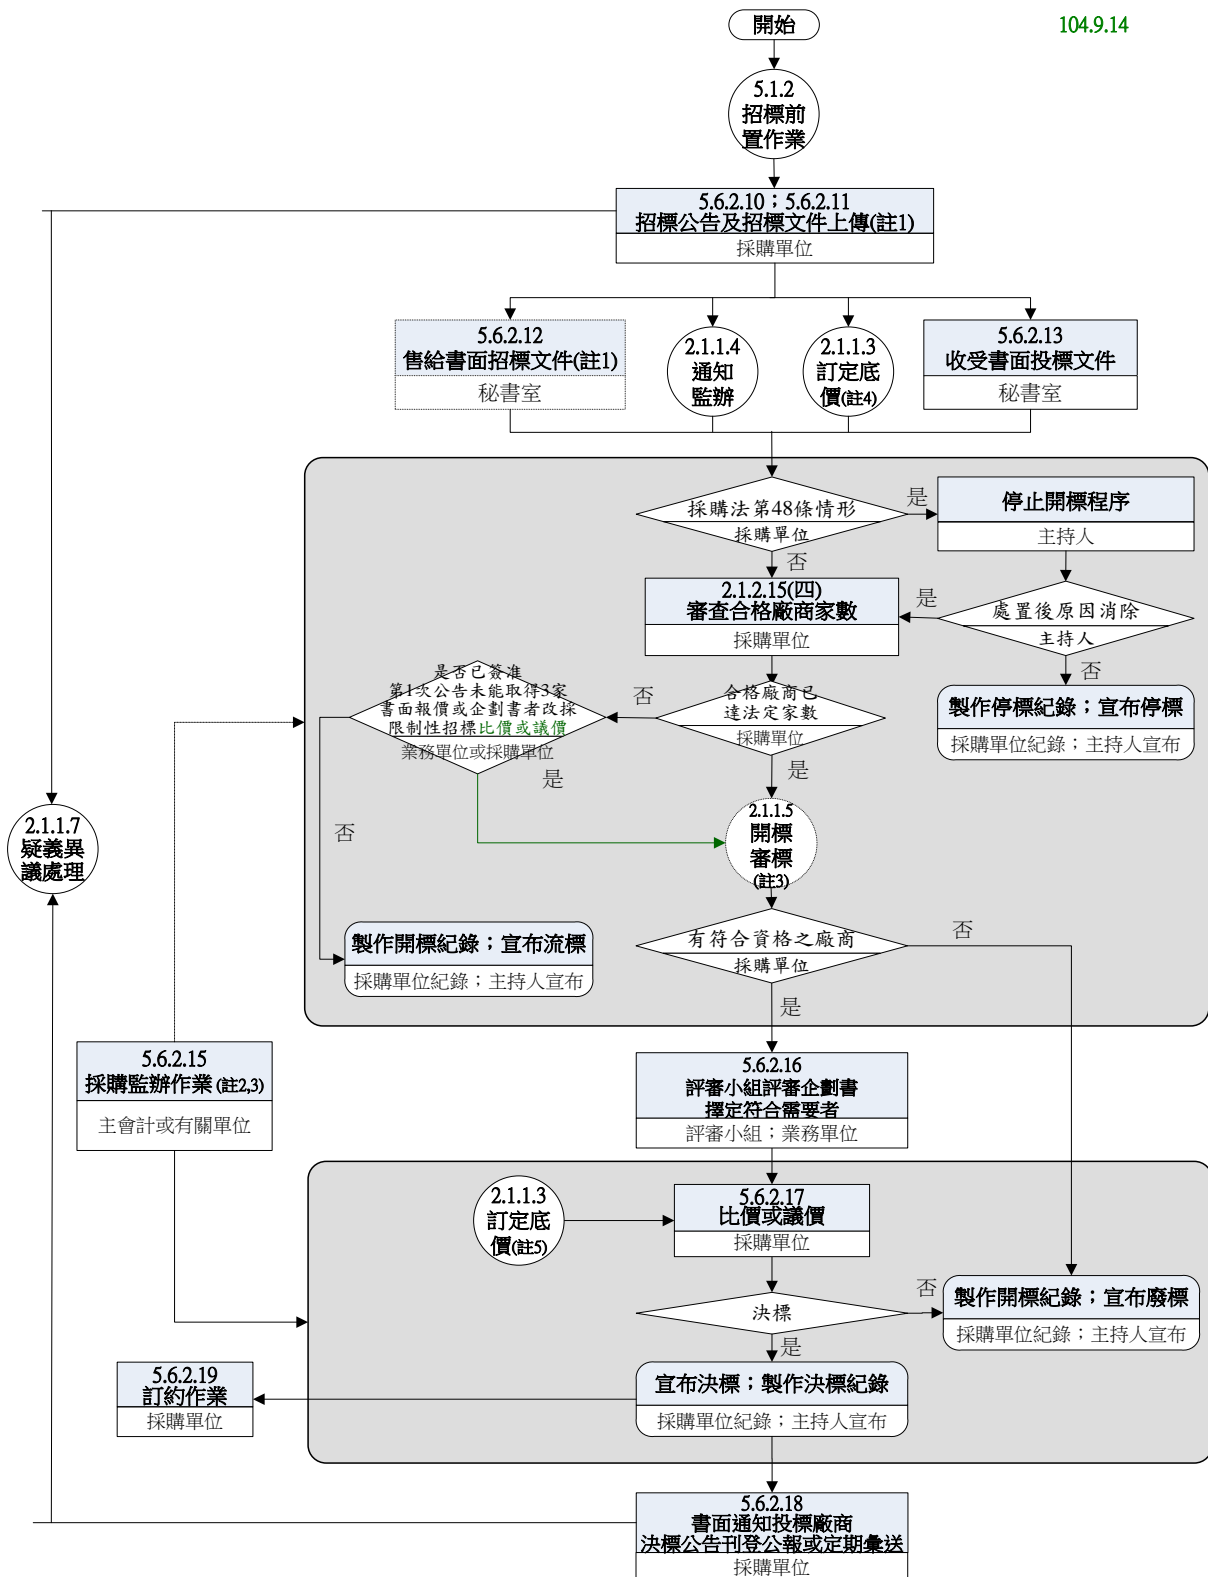 104.9.14
開始
5.1.2
招標前
置作業
5.6.2.10；5.6.2.11
招標公告及招標文件上傳(註1)
採購單位
5.6.2.12
售給書面招標文件(註1)
秘書室
2.1.1.4
通知
監辦
2.1.1.3
訂定底
價(註4)
5.6.2.13
收受書面投標文件
秘書室
採購法第48條情形
採購單位
是
否
停止開標程序
主持人
處置後原因消除
主持人
是
否
製作停標紀錄；宣布停標
採購單位紀錄；主持人宣布
2.1.2.15(四)
審查合格廠商家數
採購單位
合格廠商已
達法定家數
採購單位
否
是
是否已簽准
第1次公告未能取得3家
書面報價或企劃書者改採
限制性招標比價或議價
業務單位或採購單位
是
否
2.1.1.5
開標
審標
(註3)
2.1.1.7
疑義異
議處理
製作開標紀錄；宣布流標
採購單位紀錄；主持人宣布
有符合資格之廠商
採購單位
否
是
5.6.2.15
採購監辦作業(註2,3)
主會計或有關單位
5.6.2.16
評審小組評審企劃書
擇定符合需要者
評審小組；業務單位
2.1.1.3
訂定底
價(註5)
5.6.2.17
比價或議價
採購單位
決標
否
是
製作開標紀錄；宣布廢標
採購單位紀錄；主持人宣布
宣布決標；製作決標紀錄
採購單位紀錄；主持人宣布
5.6.2.19
訂約作業
採購單位
5.6.2.18
書面通知投標廠商
決標公告刊登公報或定期彙送
採購單位